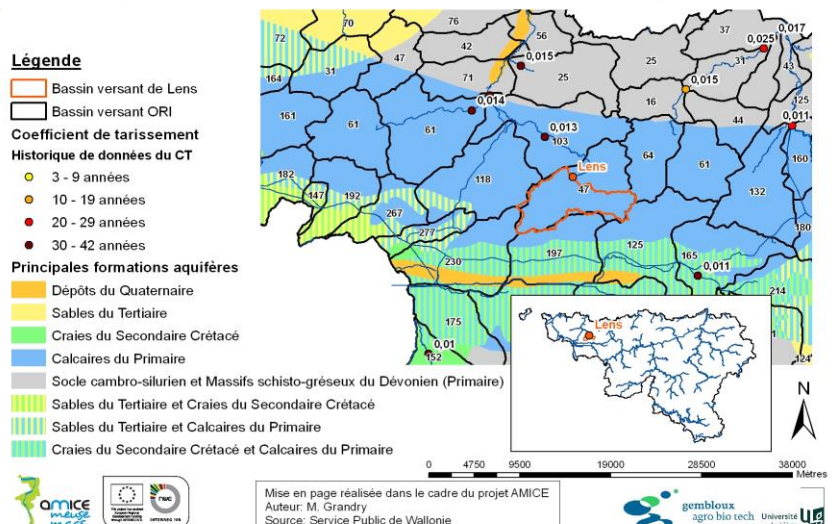 Légende
Bassin versant de Lens
Bassin versant ORI
Coefficient de tarissement
Historique de données du CT
3 - 9 années
10 - 19 années
20 - 29 années
30 - 42 années
Principales formations aquifères
Dépôts du Quaternaire
Sables du Tertiaire
Craies du Secondaire Crétacé
Calcaires du Primaire
Socle cambro-silurien et Massifs schisto-gréseux du Dévonien (Primaire)
Sables du Tertiaire et Craies du Secondaire Crétacé
Sables du Tertiaire et Calcaires du Primaire
Craies du Secondaire Crétacé et Calcaires du Primaire
70
76
56
37
0,017
72
42
0,015
25
0,025
31
43
47
71
25
164
31
0,015
125
16
161
61
61
0,014
0,013
103
44
0,011
64
61
160
182
147
192
118
Lens
47
132
267
277
180
230
197
125
165
0,011
214
175
0,01
152
124
Lens
N
0 4750 9500 19000 28500 38000
Mètres
amice
meuse
maas
INTERREG IVB
Mise en page réalisée dans le cadre du projet AMICE
Auteur: M. Grandry
Source: Service Public de Wallonie
gembloux
agro bio tech
Université